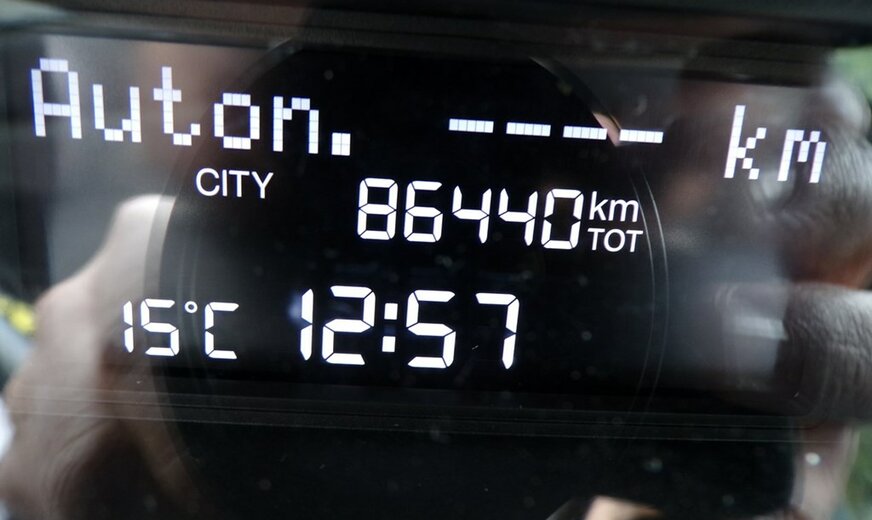 Auton. ---- km
CITY
86440 km
TOT
15°C 12:57